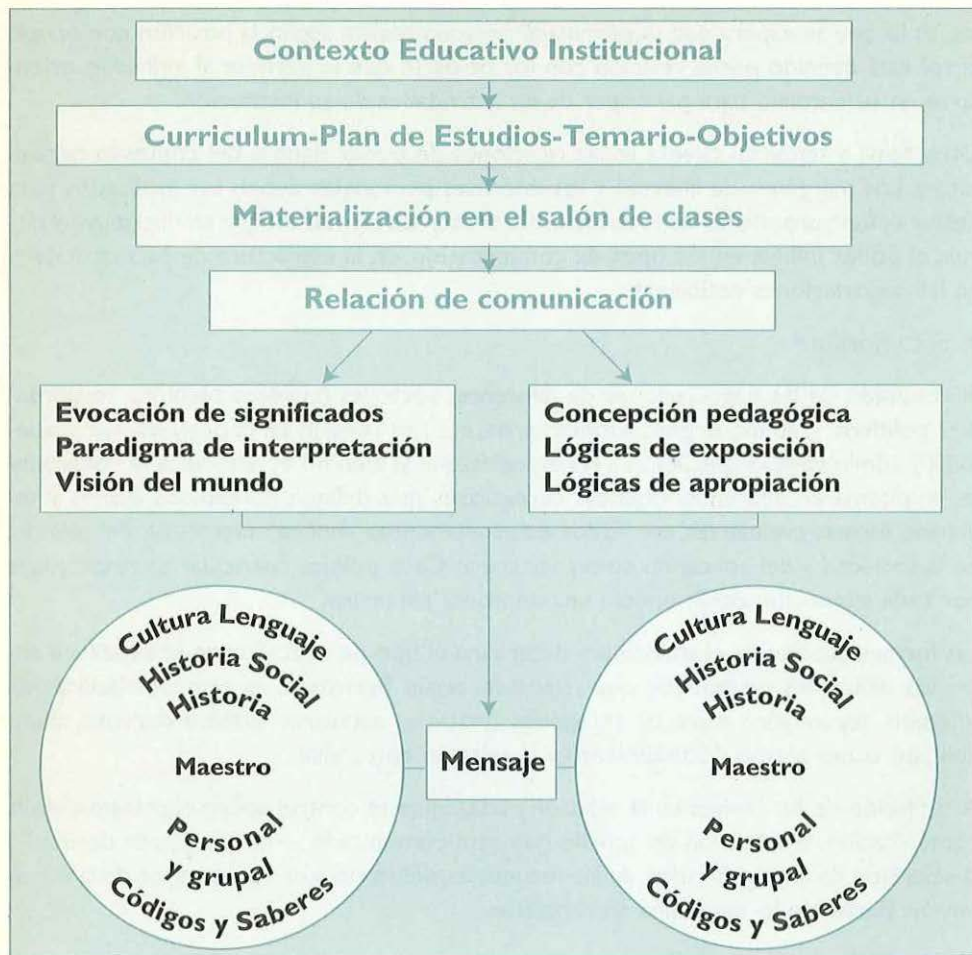 Contexto Educativo Institucional
Curriculum-Plan de Estudios-Temario-Objetivos
Materialización en el salón de clases
Relación de comunicación
Evocación de significados
Paradigma de interpretación
Visión del mundo
Concepción pedagógica
Lógicas de exposición
Lógicas de apropiación
Cultura Lenguaje
Historia Social
Historia
Maestro
Personal
y grupal
Códigos y Saberes
Mensaje
Cultura Lenguaje
Historia Social
Historia
Maestro
Personal
y grupal
Códigos y Saberes